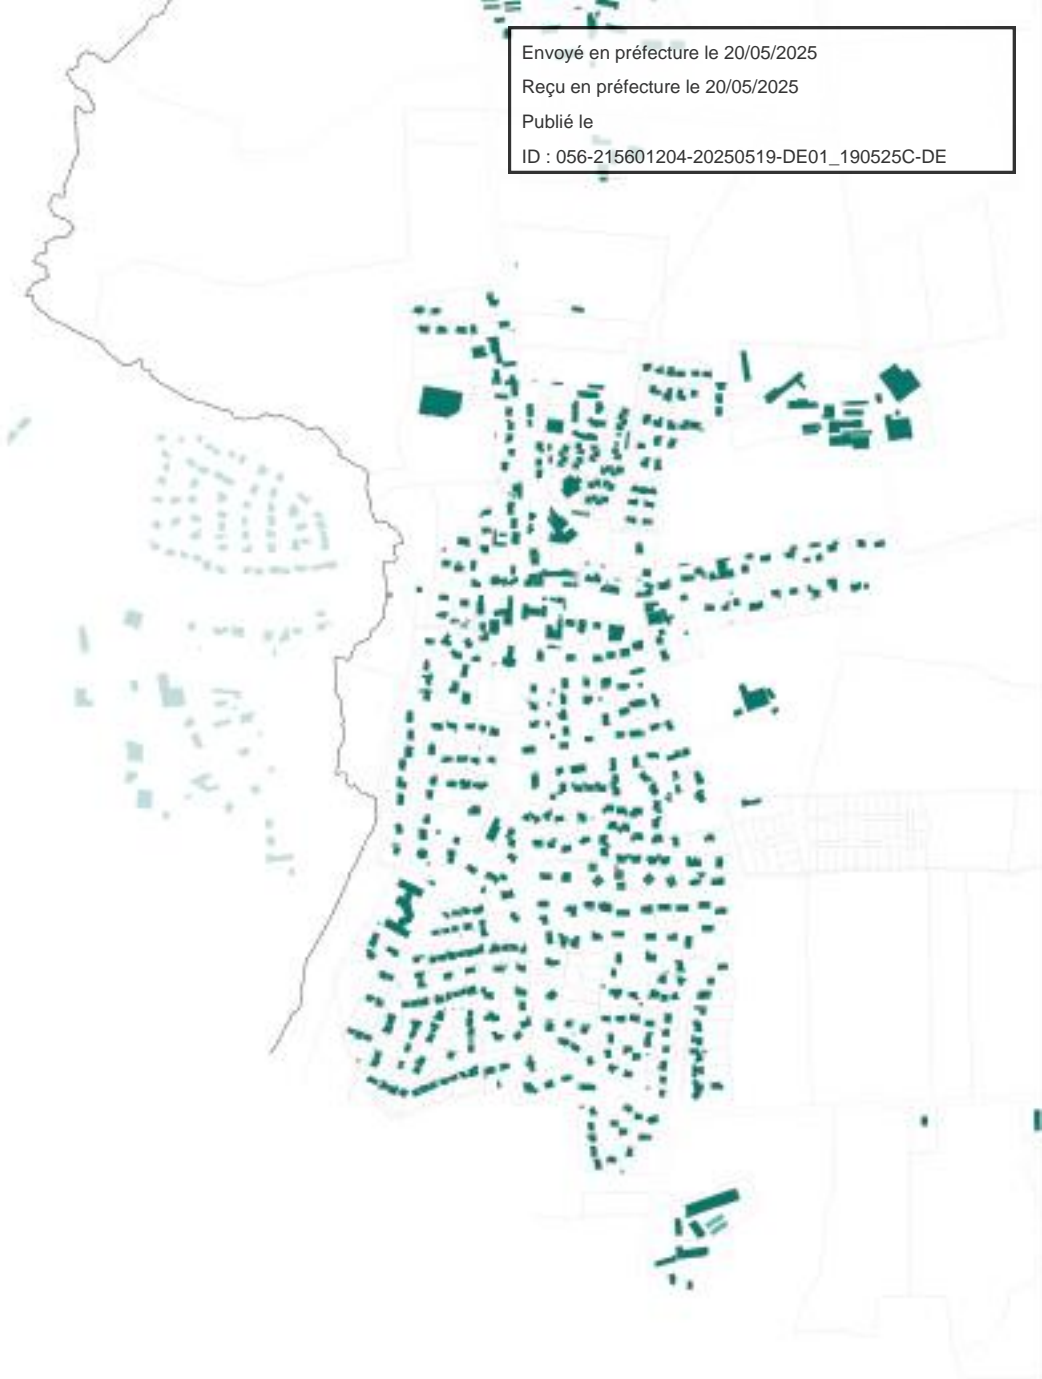 Envoyé en préfecture le 20/05/2025
Reçu en préfecture le 20/05/2025
Publié le
ID : 056-215601204-20250519-DE01_190525C-DE